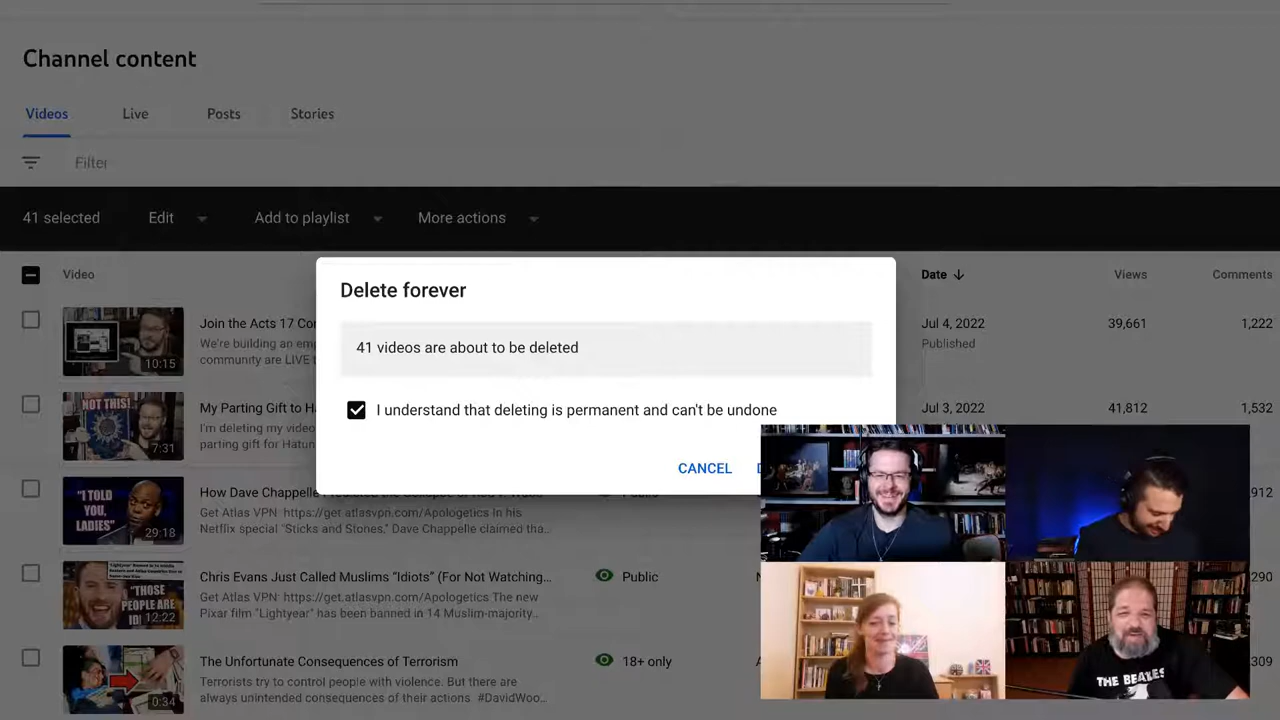 Channel content
Videos Live Posts Stories
Filter
41 selected Edit Add to playlist More actions
Video Date Views Comments
Delete forever
41 videos are about to be deleted
I understand that deleting is permanent and can't be undone
CANCEL
10:15
Join the Acts 17 Co
We're building an em
community are LIVE
Jul 4, 2022 39,661 1,222
Published
NOT THIS!
7:31
My Parting Gift to H
I'm deleting my video
parting gift for Hatun
Jul 3, 2022 41,812 1,532
"I TOLD
YOU,
LADIES"
29:18
How Dave Chappelle
Get Atlas VPN: https://get.atlasvpn.com/Apologetics In his
Netflix special "Sticks and Stones," Dave Chappelle claimed tha...
912
"THOSE
PEOPLE ARE
12:22
Chris Evans Just Called Muslims "Idiots" (For Not Watching...
Get Atlas VPN: https://get.atlasvpn.com/Apologetics The new
Pixar film "Lightyear" has been banned in 14 Muslim-majority...
Public
290
0:34
The Unfortunate Consequences of Terrorism
Terrorists try to control people with violence. But there are
always unintended consequences of their actions. #DavidWoo...
18+ only
309
THE BEATLES